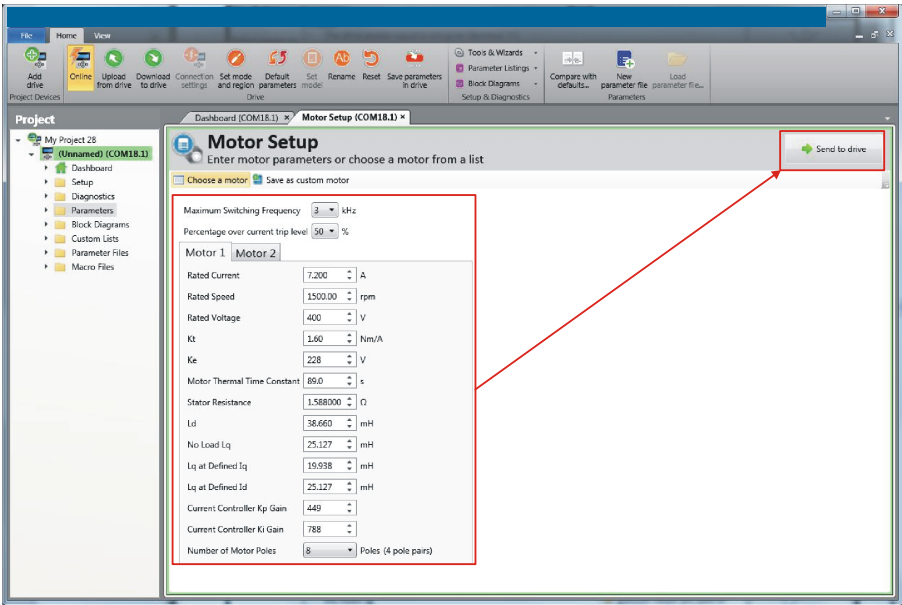 File Home View
Add drive
Online
Upload from drive
Download to drive
Connection settings
Set mode and region
Default parameters
Set model
Rename
Reset
Save parameters in drive
Tools & Wizards
Parameter Listings
Block Diagrams
Compare with defaults...
New parameter file
Load parameter file...
Project Devices
Drive
Setup & Diagnostics
Parameters
Project
My Project 28
(Unnamed) (COM18.1)
Dashboard
Setup
Diagnostics
Parameters
Block Diagrams
Custom Lists
Parameter Files
Macro Files
Dashboard (COM18.1) × Motor Setup (COM18.1) ×
Motor Setup
Enter motor parameters or choose a motor from a list
Send to drive
Choose a motor Save as custom motor
Maximum Switching Frequency 3 kHz
Percentage over current trip level 50 %
Motor 1 Motor 2
Rated Current 7.200 A
Rated Speed 1500.00 rpm
Rated Voltage 400 V
Kt 1.60 Nm/A
Ke 228 V
Motor Thermal Time Constant 89.0 s
Stator Resistance 1.588000 Ω
Ld 38.660 mH
No Load Lq 25.127 mH
Lq at Defined Iq 19.938 mH
Lq at Defined Id 25.127 mH
Current Controller Kp Gain 449
Current Controller Ki Gain 788
Number of Motor Poles 8 Poles (4 pole pairs)